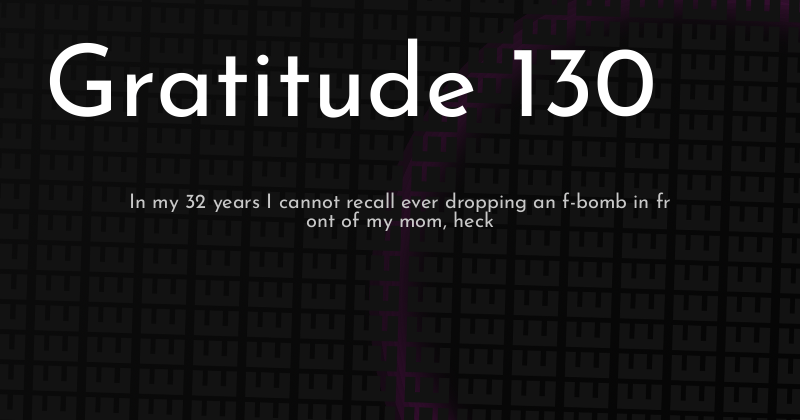 Gratitude 130
In my 32 years I cannot recall ever dropping an f-bomb in fr
ont of my mom, heck